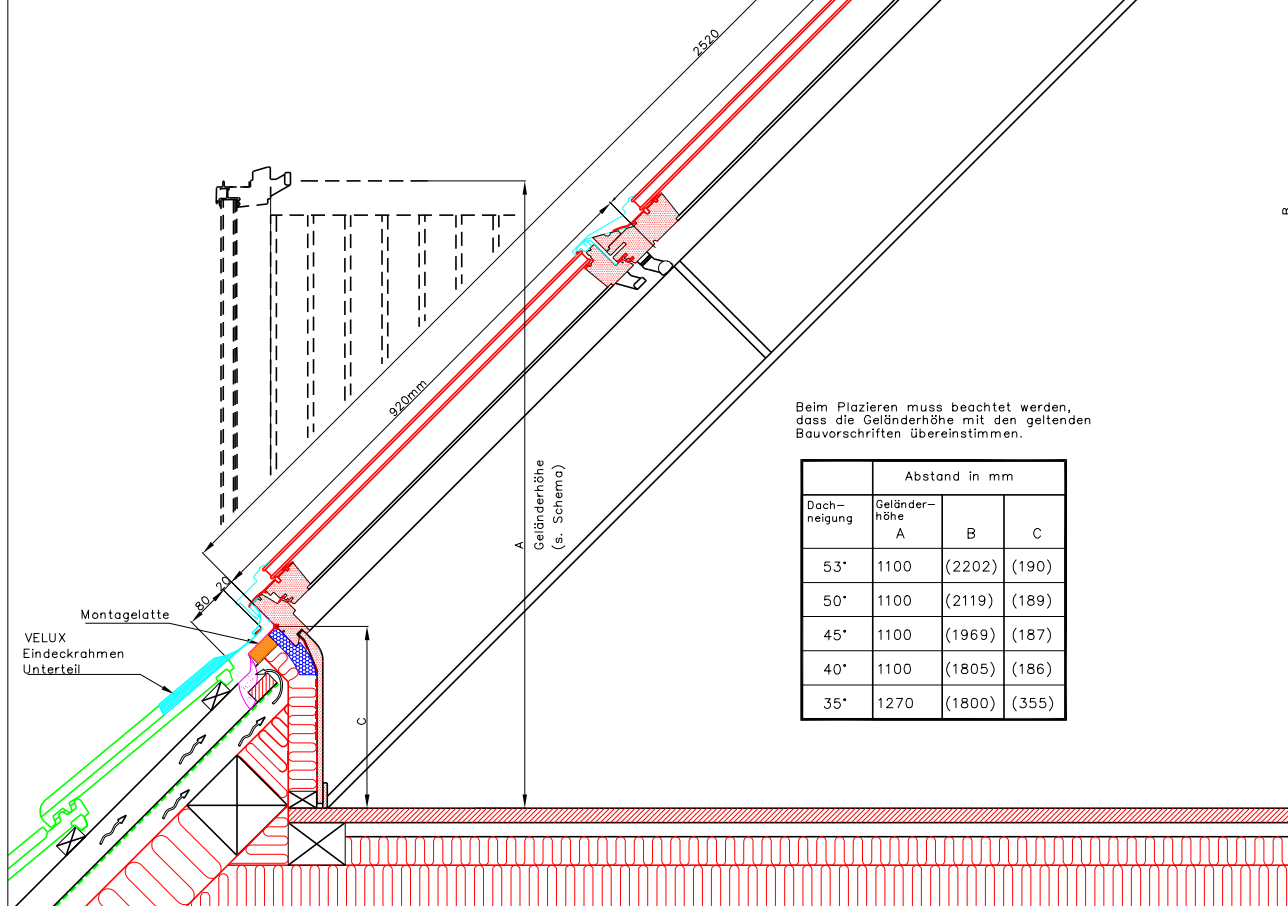 2520
B
920mm
Geländerhöhe
(s. Schema)
A
80
20
Montagelatte
VELUX
Eindeckrahmen
Unterteil
C
Beim Plazieren muss beachtet werden,
dass die Geländerhöhe mit den geltenden
Bauvorschriften übereinstimmen.
Abstand in mm
Dach-
neigung
Geländer-
höhe
A B C
53° 1100 (2202) (190)
50° 1100 (2119) (189)
45° 1100 (1969) (187)
40° 1100 (1805) (186)
35° 1270 (1800) (355)